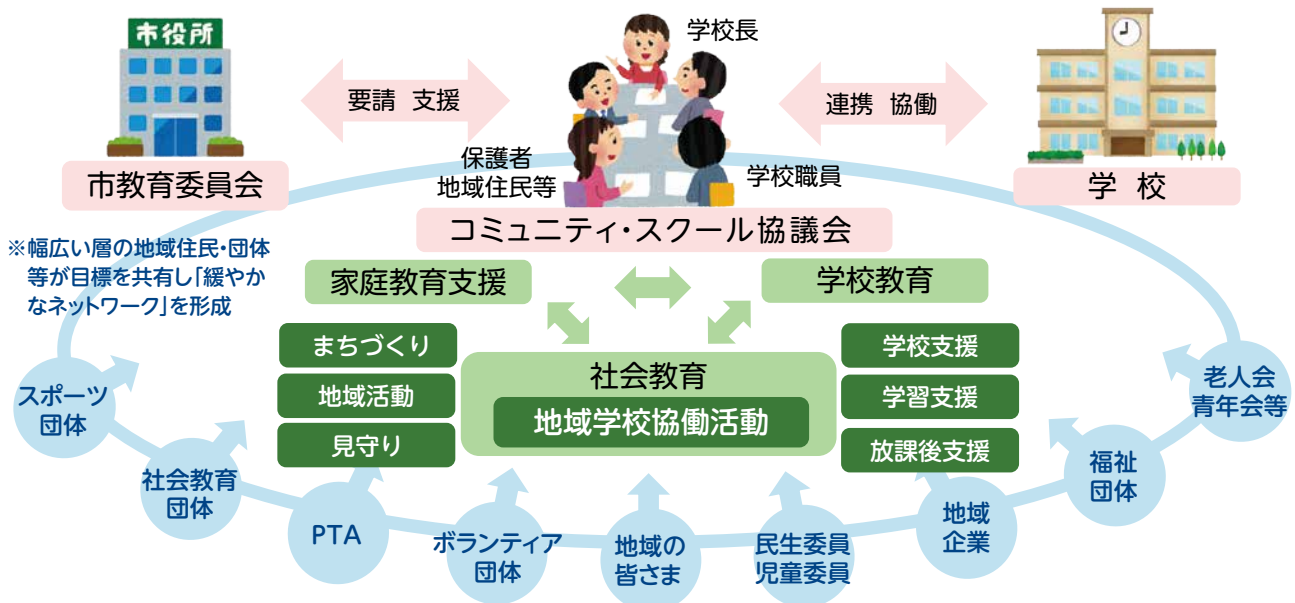 市役所
学校長
要請 支援
連携 協働
保護者
地域住民等
学校職員
市教育委員会
学 校
コミュニティ・スクール協議会
※幅広い層の地域住民・団体
等が目標を共有し「緩やか
なネットワーク」を形成
家庭教育支援
学校教育
まちづくり
地域活動
見守り
社会教育
地域学校協働活動
学校支援
学習支援
放課後支援
スポーツ
団体
社会教育
団体
PTA
ボランティア
団体
地域の
皆さま
民生委員
児童委員
地域
企業
福祉
団体
老人会
青年会等